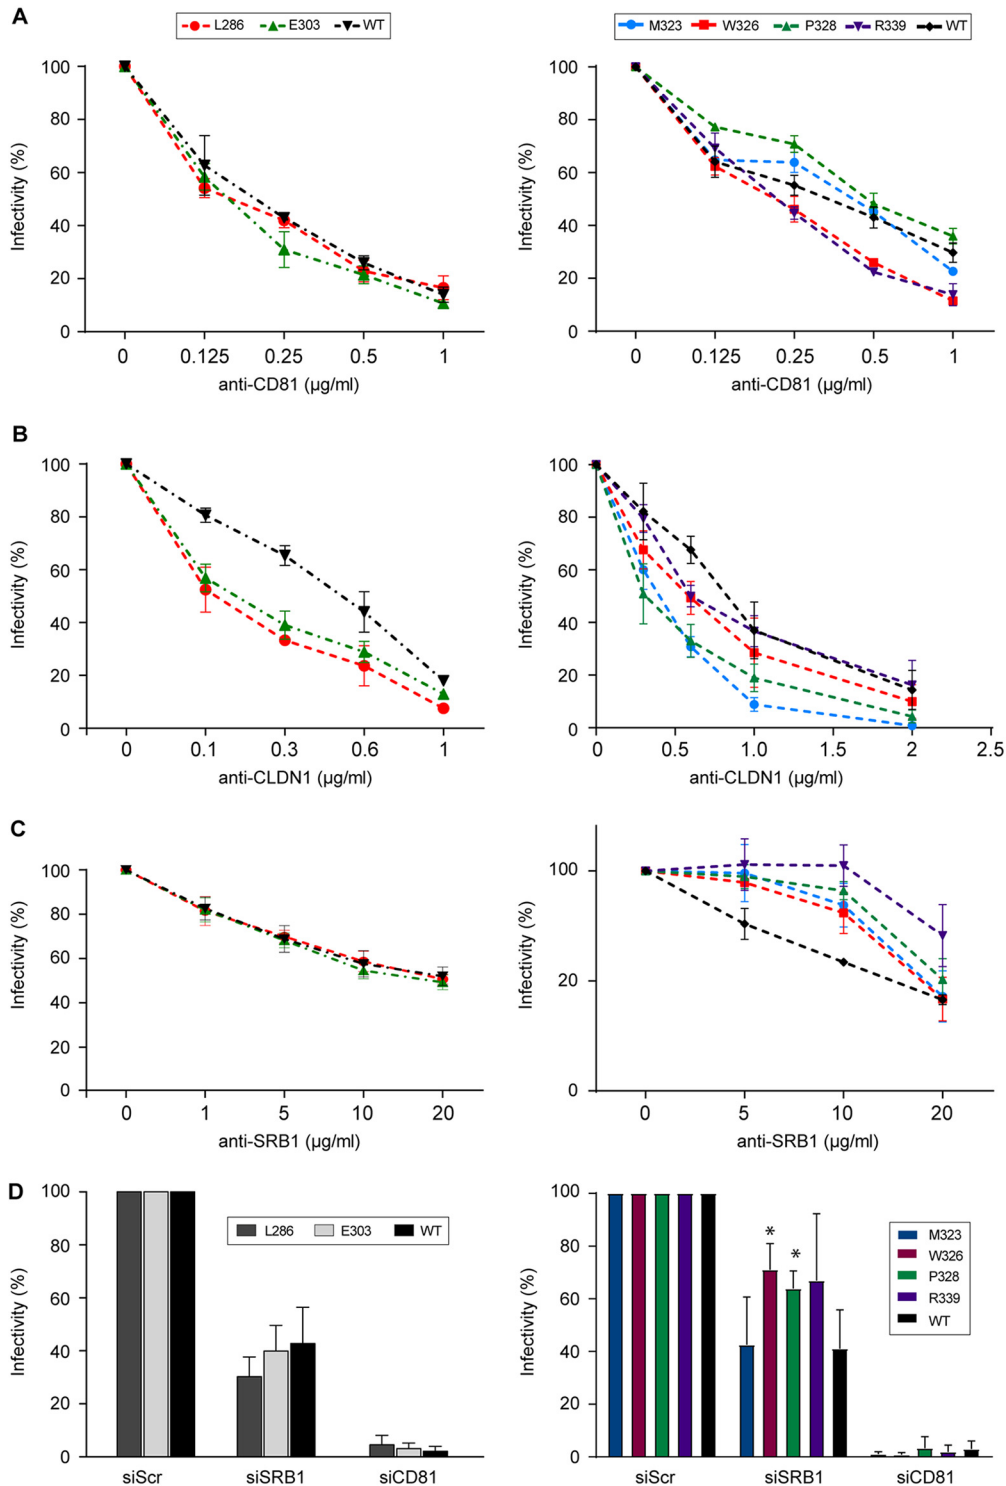 A
L286 E303 WT
M323 W326 P328 R339 WT
Infectivity (%)
100
80
60
40
20
0
0 0.125 0.25 0.5 1
anti-CD81 (µg/ml)
Infectivity (%)
100
80
60
40
20
0
0 0.125 0.25 0.5 1
anti-CD81 (µg/ml)
B
Infectivity (%)
100
80
60
40
20
0
0 0.1 0.3 0.6 1
anti-CLDN1 (µg/ml)
Infectivity (%)
100
80
60
40
20
0
0 0.5 1.0 1.5 2 2.5
anti-CLDN1 (µg/ml)
C
Infectivity (%)
100
80
60
40
20
0
0 1 5 10 20
anti-SRB1 (µg/ml)
Infectivity (%)
100
20
0
0 5 10 20
anti-SRB1 (µg/ml)
D
Infectivity (%)
100
80
60
40
20
0
L286 E303 WT
siScr siSRB1 siCD81
Infectivity (%)
100
80
60
40
20
0
* *
M323
W326
P328
R339
WT
siScr siSRB1 siCD81